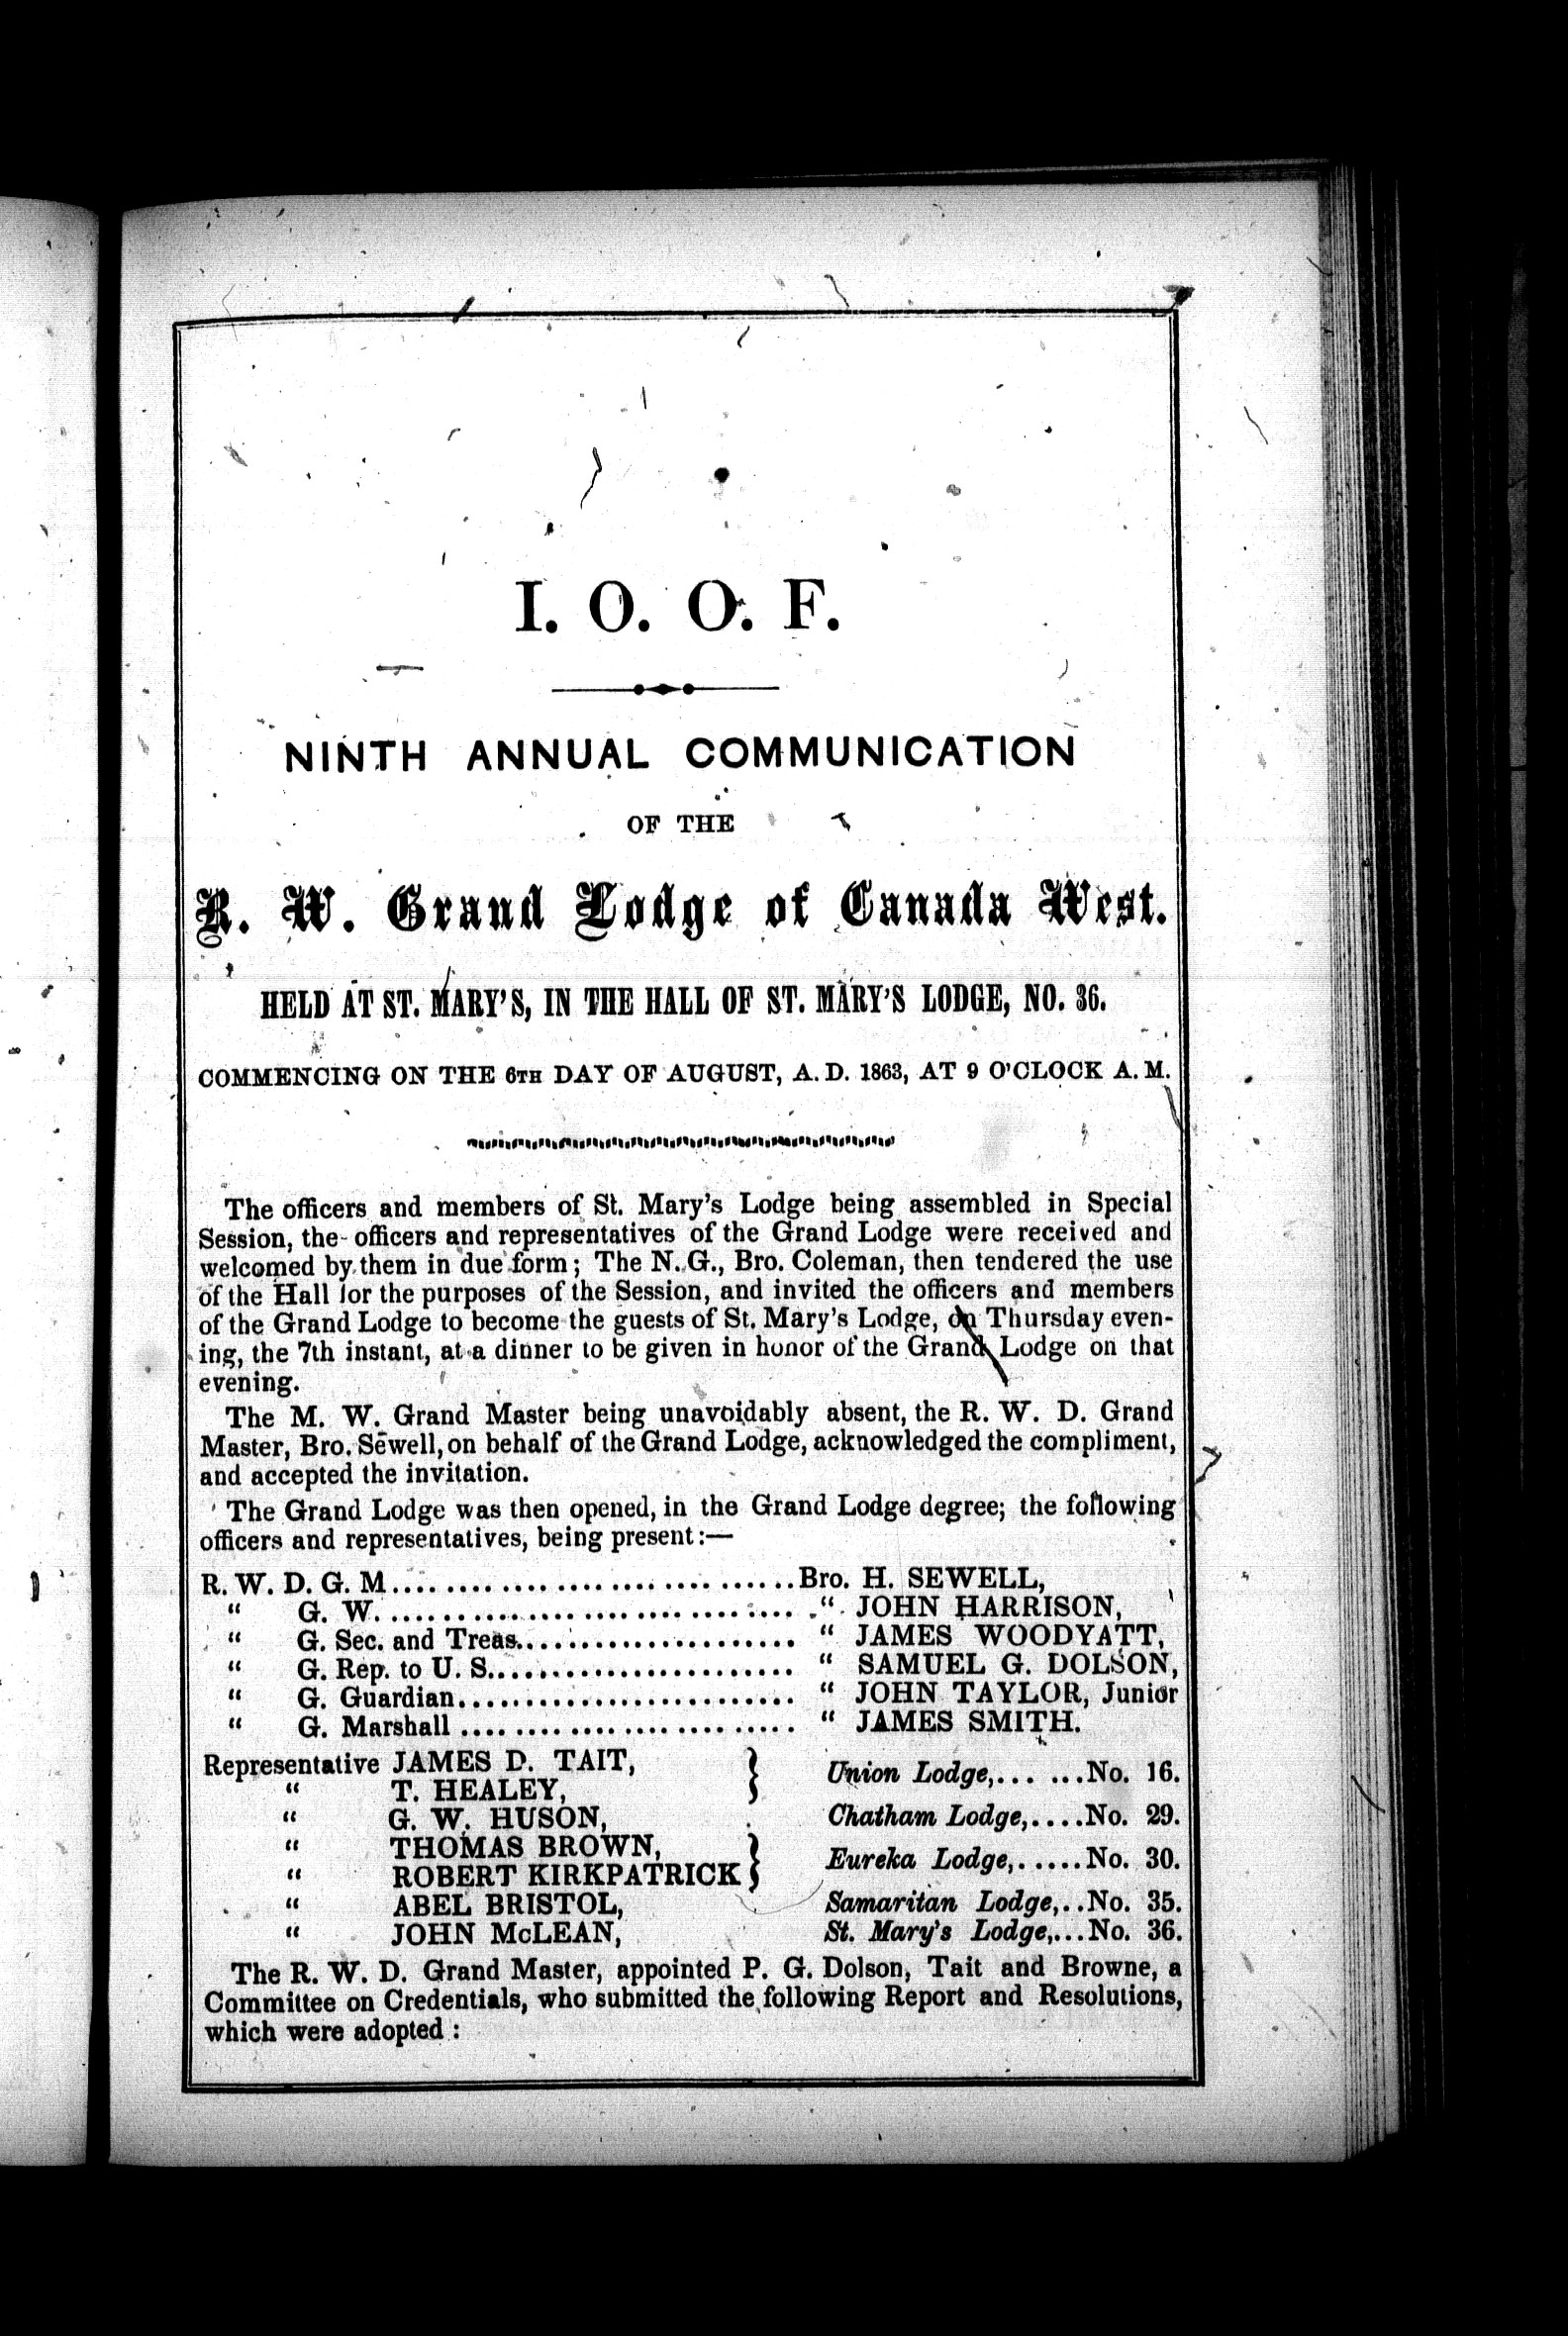 I. O. O. F.
NINTH ANNUAL COMMUNICATION
OF THE
R. W. Grand Lodge of Canada West.
HELD AT ST. MARY'S, IN THE HALL OF ST. MARY'S LODGE, NO. 36.
COMMENCING ON THE 6TH DAY OF AUGUST, A. D. 1863, AT 9 O'CLOCK A. M.
The officers and members of St. Mary's Lodge being assembled in Special
Session, the officers and representatives of the Grand Lodge were received and
welcomed by them in due form; The N. G., Bro. Coleman, then tendered the use
of the Hall for the purposes of the Session, and invited the officers and members
of the Grand Lodge to become the guests of St. Mary's Lodge, on Thursday even-
ing, the 7th instant, at a dinner to be given in honor of the Grand Lodge on that
evening.
The M. W. Grand Master being unavoidably absent, the R. W. D. Grand
Master, Bro. Sewell, on behalf of the Grand Lodge, acknowledged the compliment,
and accepted the invitation.
The Grand Lodge was then opened, in the Grand Lodge degree; the following
officers and representatives, being present:—
R. W. D. G. M.......................................Bro. H. SEWELL,
" G. W........................................ " JOHN HARRISON,
" G. Sec. and Treas.......................... " JAMES WOODYATT,
" G. Rep. to U. S............................ " SAMUEL G. DOLSON,
" G. Guardian............................... " JOHN TAYLOR, Junior
" G. Marshall ............................... " JAMES SMITH.
Representative JAMES D. TAIT, } Union Lodge,.......No. 16.
" T. HEALEY,
" G. W. HUSON, Chatham Lodge,....No. 29.
" THOMAS BROWN, } Eureka Lodge,......No. 30.
" ROBERT KIRKPATRICK
" ABEL BRISTOL, Samaritan Lodge,..No. 35.
" JOHN McLEAN, St. Mary's Lodge,...No. 36.
The R. W. D. Grand Master, appointed P. G. Dolson, Tait and Browne, a
Committee on Credentials, who submitted the following Report and Resolutions,
which were adopted :